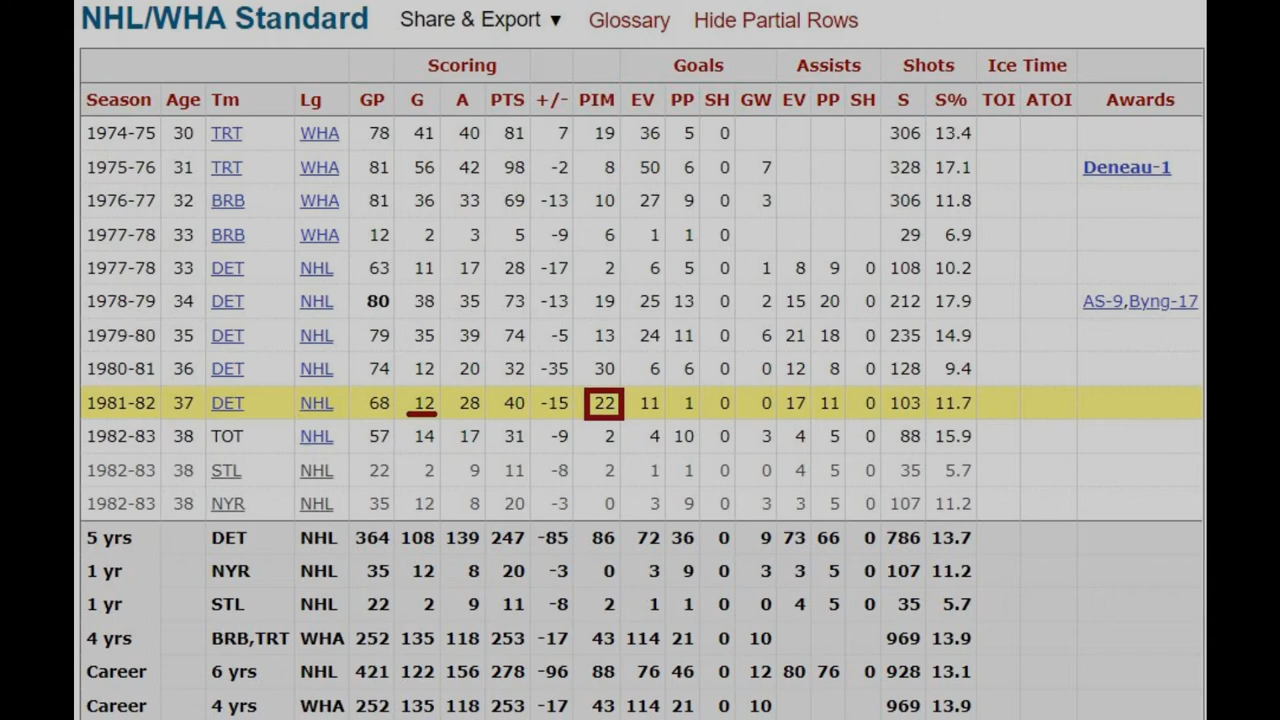 NHL/WHA Standard Share & Export ▼ Glossary Hide Partial Rows
Scoring Goals Assists Shots Ice Time
Season Age Tm Lg GP G A PTS +/- PIM EV PP SH GW EV PP SH S S% TOI ATOI Awards
1974-75 30 TRT WHA 78 41 40 81 7 19 36 5 0 306 13.4
1975-76 31 TRT WHA 81 56 42 98 -2 8 50 6 0 7 328 17.1 Deneau-1
1976-77 32 BRB WHA 81 36 33 69 -13 10 27 9 0 3 306 11.8
1977-78 33 BRB WHA 12 2 3 5 -9 6 1 1 0 29 6.9
1977-78 33 DET NHL 63 11 17 28 -17 2 6 5 0 1 8 9 0 108 10.2
1978-79 34 DET NHL 80 38 35 73 -13 19 25 13 0 2 15 20 0 212 17.9 AS-9,Byng-17
1979-80 35 DET NHL 79 35 39 74 -5 13 24 11 0 6 21 18 0 235 14.9
1980-81 36 DET NHL 74 12 20 32 -35 30 6 6 0 0 12 8 0 128 9.4
1981-82 37 DET NHL 68 12 28 40 -15 22 11 1 0 0 17 11 0 103 11.7
1982-83 38 TOT NHL 57 14 17 31 -9 2 4 10 0 3 4 5 0 88 15.9
1982-83 38 STL NHL 22 2 9 11 -8 2 1 1 0 0 4 5 0 35 5.7
1982-83 38 NYR NHL 35 12 8 20 -3 0 3 9 0 3 3 5 0 107 11.2
5 yrs DET NHL 364 108 139 247 -85 86 72 36 0 9 73 66 0 786 13.7
1 yr NYR NHL 35 12 8 20 -3 0 3 9 0 3 3 5 0 107 11.2
1 yr STL NHL 22 2 9 11 -8 2 1 1 0 0 4 5 0 35 5.7
4 yrs BRB,TRT WHA 252 135 118 253 -17 43 114 21 0 10 969 13.9
Career 6 yrs NHL 421 122 156 278 -96 88 76 46 0 12 80 76 0 928 13.1
Career 4 yrs WHA 252 135 118 253 -17 43 114 21 0 10 969 13.9